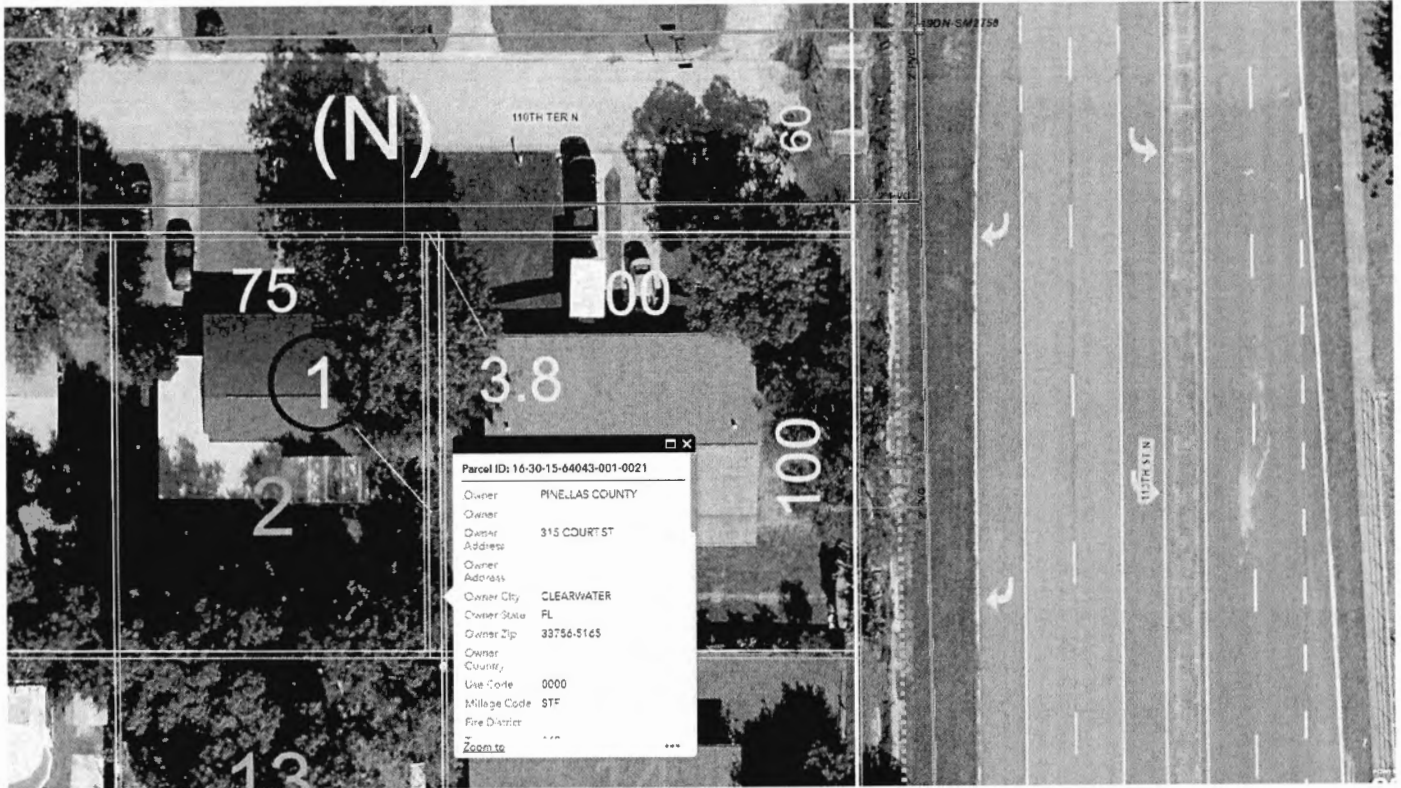 (N)
110TH TER N
60
75
00
1
3.8
100
2
113TH ST N
Parcel ID: 16-30-15-64043-001-0021
Owner PINELLAS COUNTY
Owner
Owner Address 315 COURT ST
Owner Address
Owner City CLEARWATER
Owner State FL
Owner Zip 33756-5165
Owner Country
Use Code 0000
Millage Code STF
Fire District
Zoom to
13